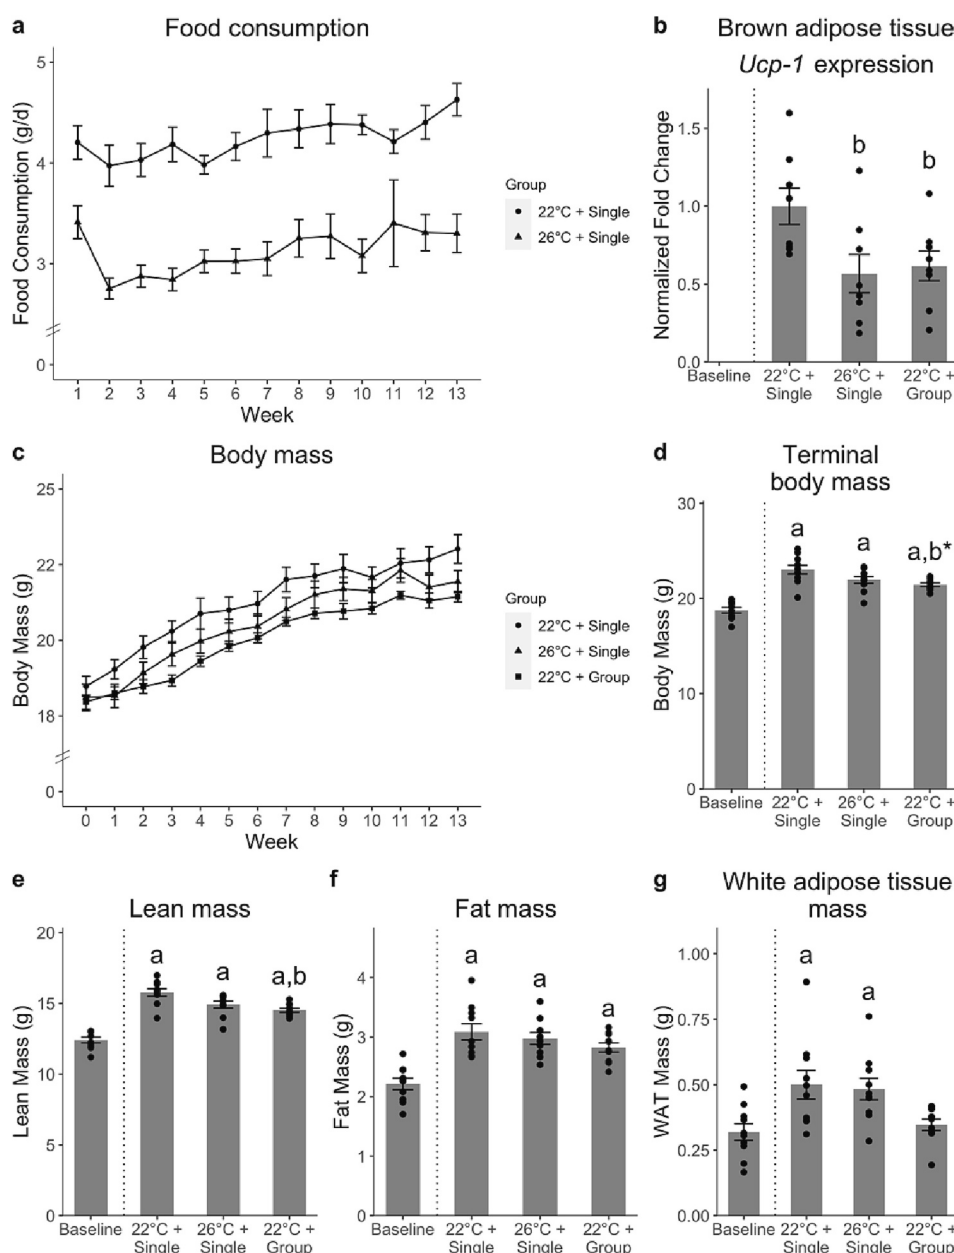 a
Food consumption
5
4
3
0
Food Consumption (g/d)
1 2 3 4 5 6 7 8 9 10 11 12 13
Week
Group
22°C + Single
26°C + Single
b
Brown adipose tissue
Ucp-1 expression
1.5
1.0
0.5
0.0
Normalized Fold Change
b b
Baseline 22°C + 26°C + 22°C +
Single Single Group
c
Body mass
25
22
20
18
0
Body Mass (g)
0 1 2 3 4 5 6 7 8 9 10 11 12 13
Week
Group
22°C + Single
26°C + Single
22°C + Group
d
Terminal
body mass
30
20
10
0
Body Mass (g)
a a a,b*
Baseline 22°C + 26°C + 22°C +
Single Single Group
e
Lean mass
20
15
10
5
0
Lean Mass (g)
a a a,b
Baseline 22°C + 26°C + 22°C +
Single Single Group
f
Fat mass
4
3
2
1
0
Fat Mass (g)
a a a
Baseline 22°C + 26°C + 22°C +
Single Single Group
g
White adipose tissue
mass
1.00
0.75
0.50
0.25
0.00
WAT Mass (g)
a a
Baseline 22°C + 26°C + 22°C +
Single Single Group